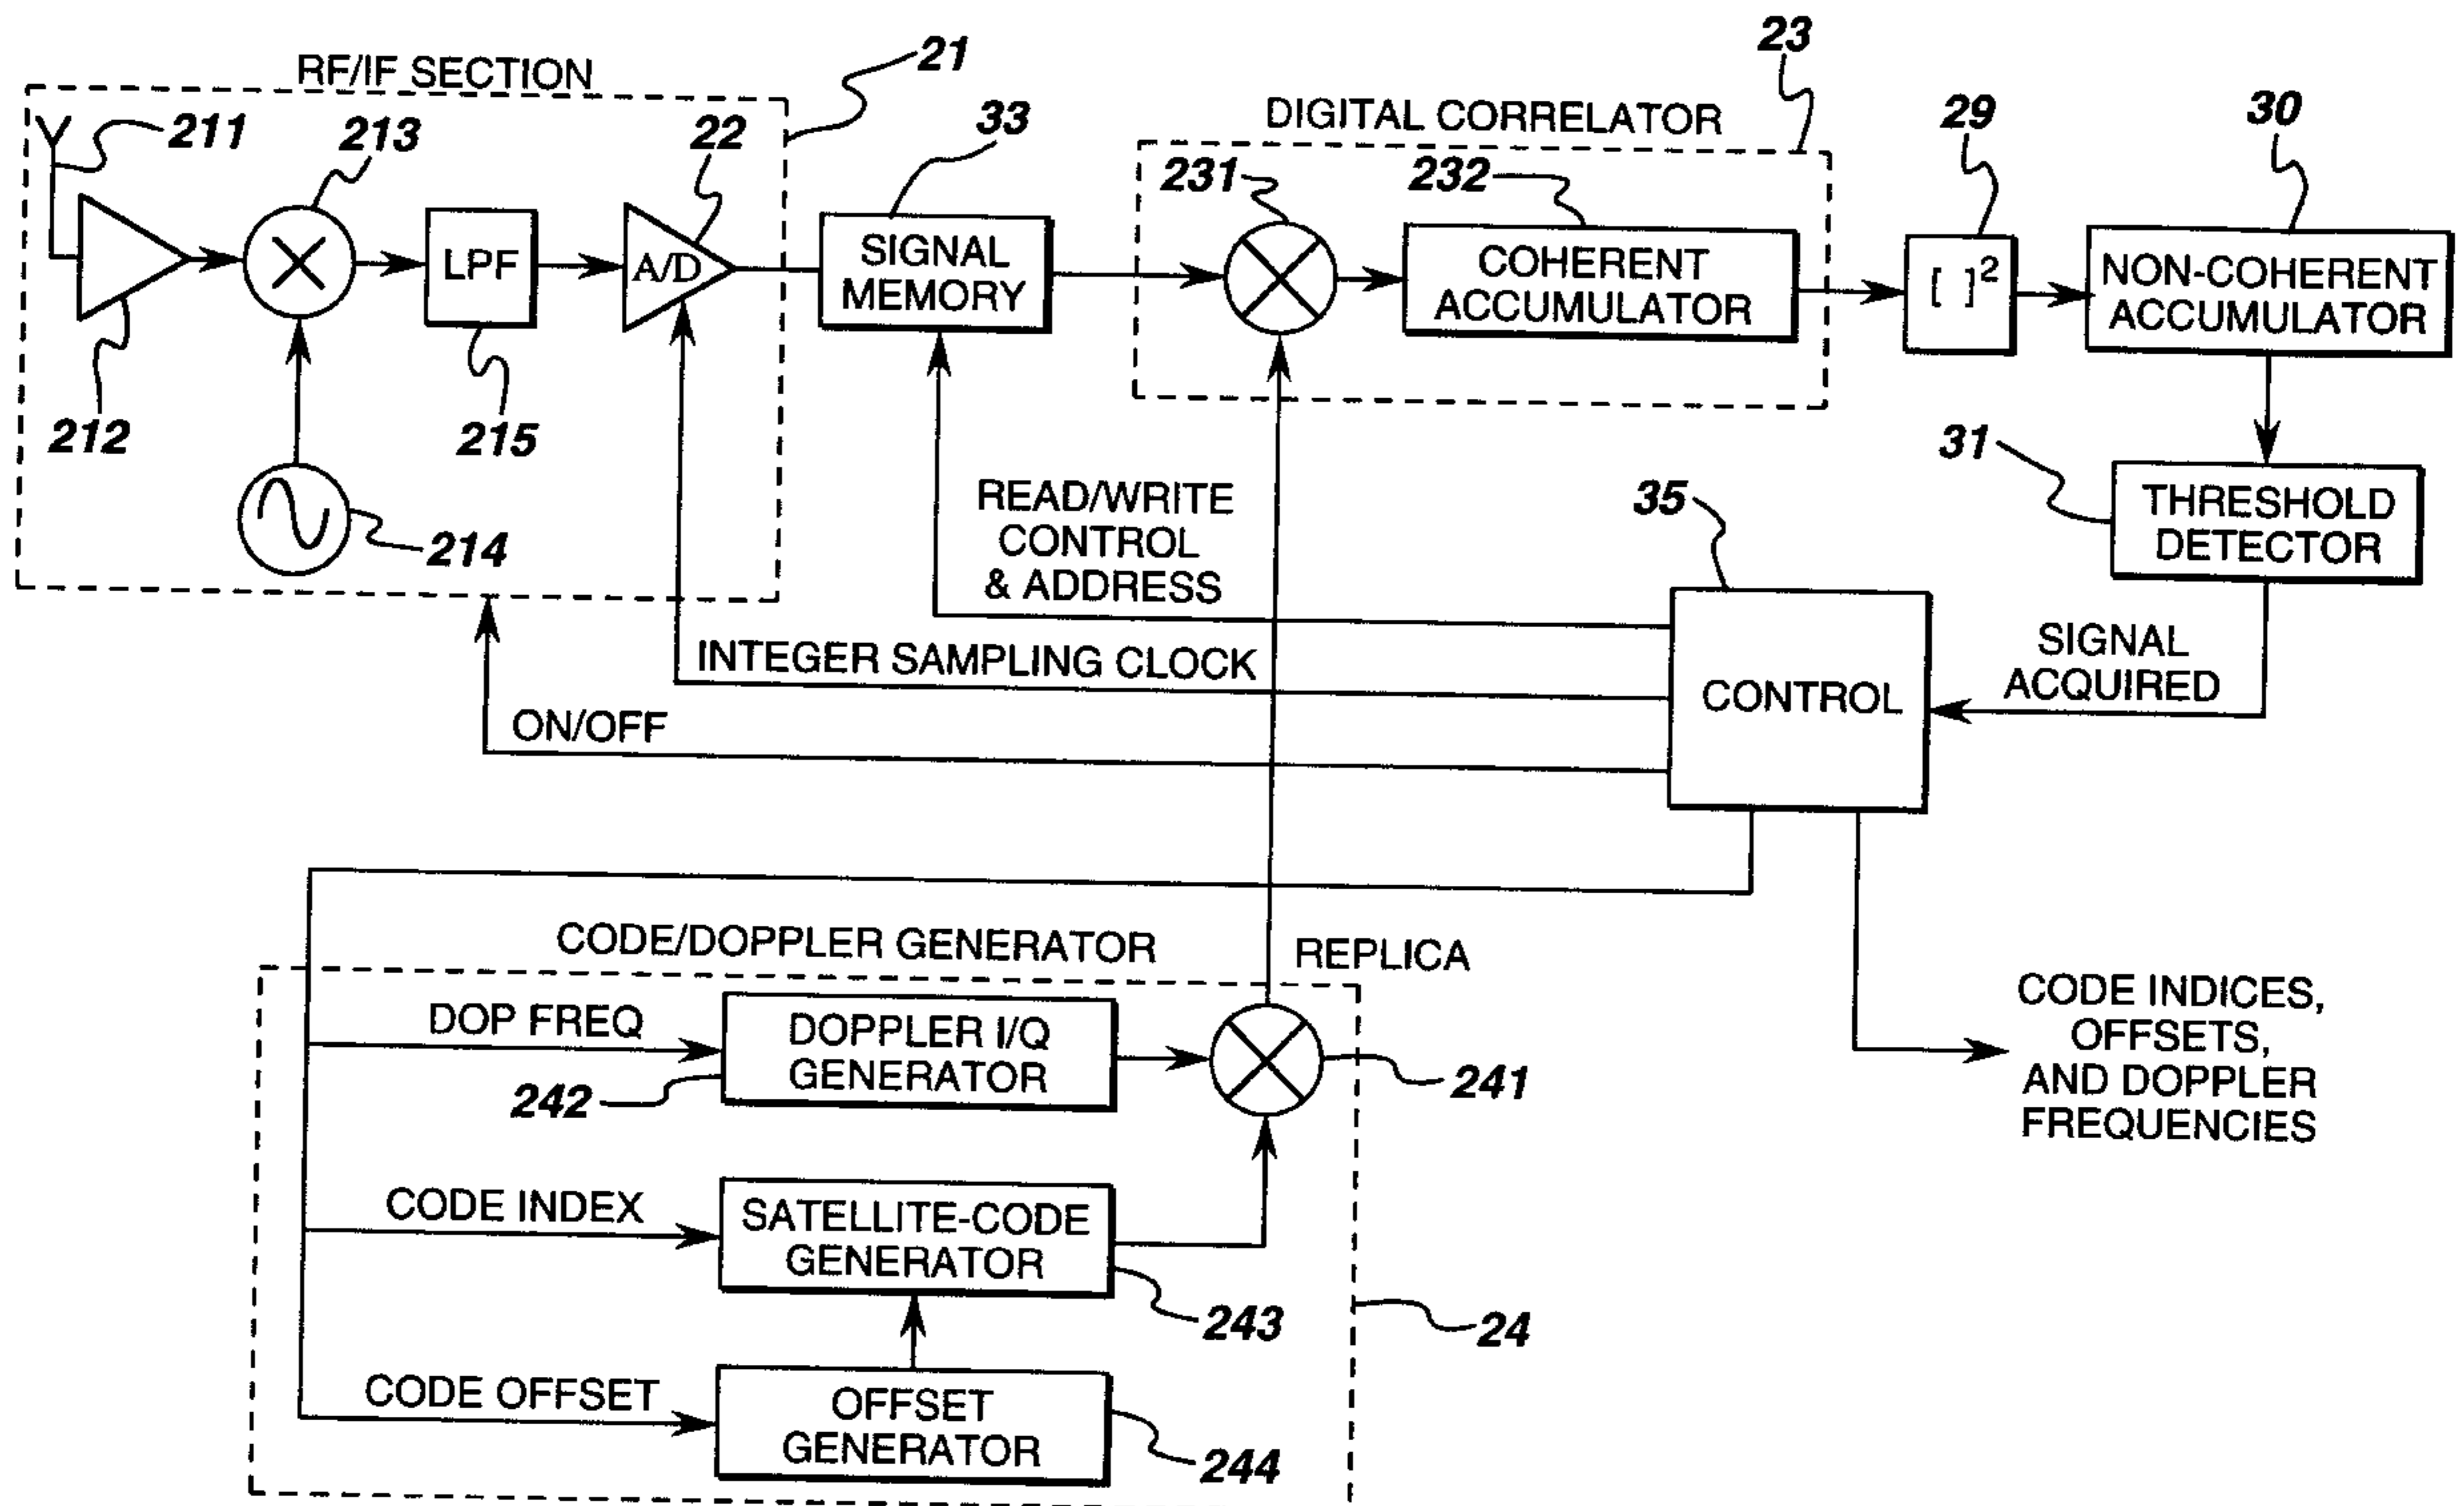 RF/IF SECTION
21
23
211
213
22
33
DIGITAL CORRELATOR
29
30
231
232
LPF
A/D
SIGNAL
MEMORY
COHERENT
ACCUMULATOR
[ ]²
NON-COHERENT
ACCUMULATOR
212
215
214
31
THRESHOLD
DETECTOR
READ/WRITE
CONTROL
& ADDRESS
35
INTEGER SAMPLING CLOCK
ON/OFF
CONTROL
SIGNAL
ACQUIRED
CODE/DOPPLER GENERATOR
REPLICA
DOP FREQ
DOPPLER I/Q
GENERATOR
242
241
CODE INDICES,
OFFSETS,
AND DOPPLER
FREQUENCIES
CODE INDEX
SATELLITE-CODE
GENERATOR
243
24
CODE OFFSET
OFFSET
GENERATOR
244